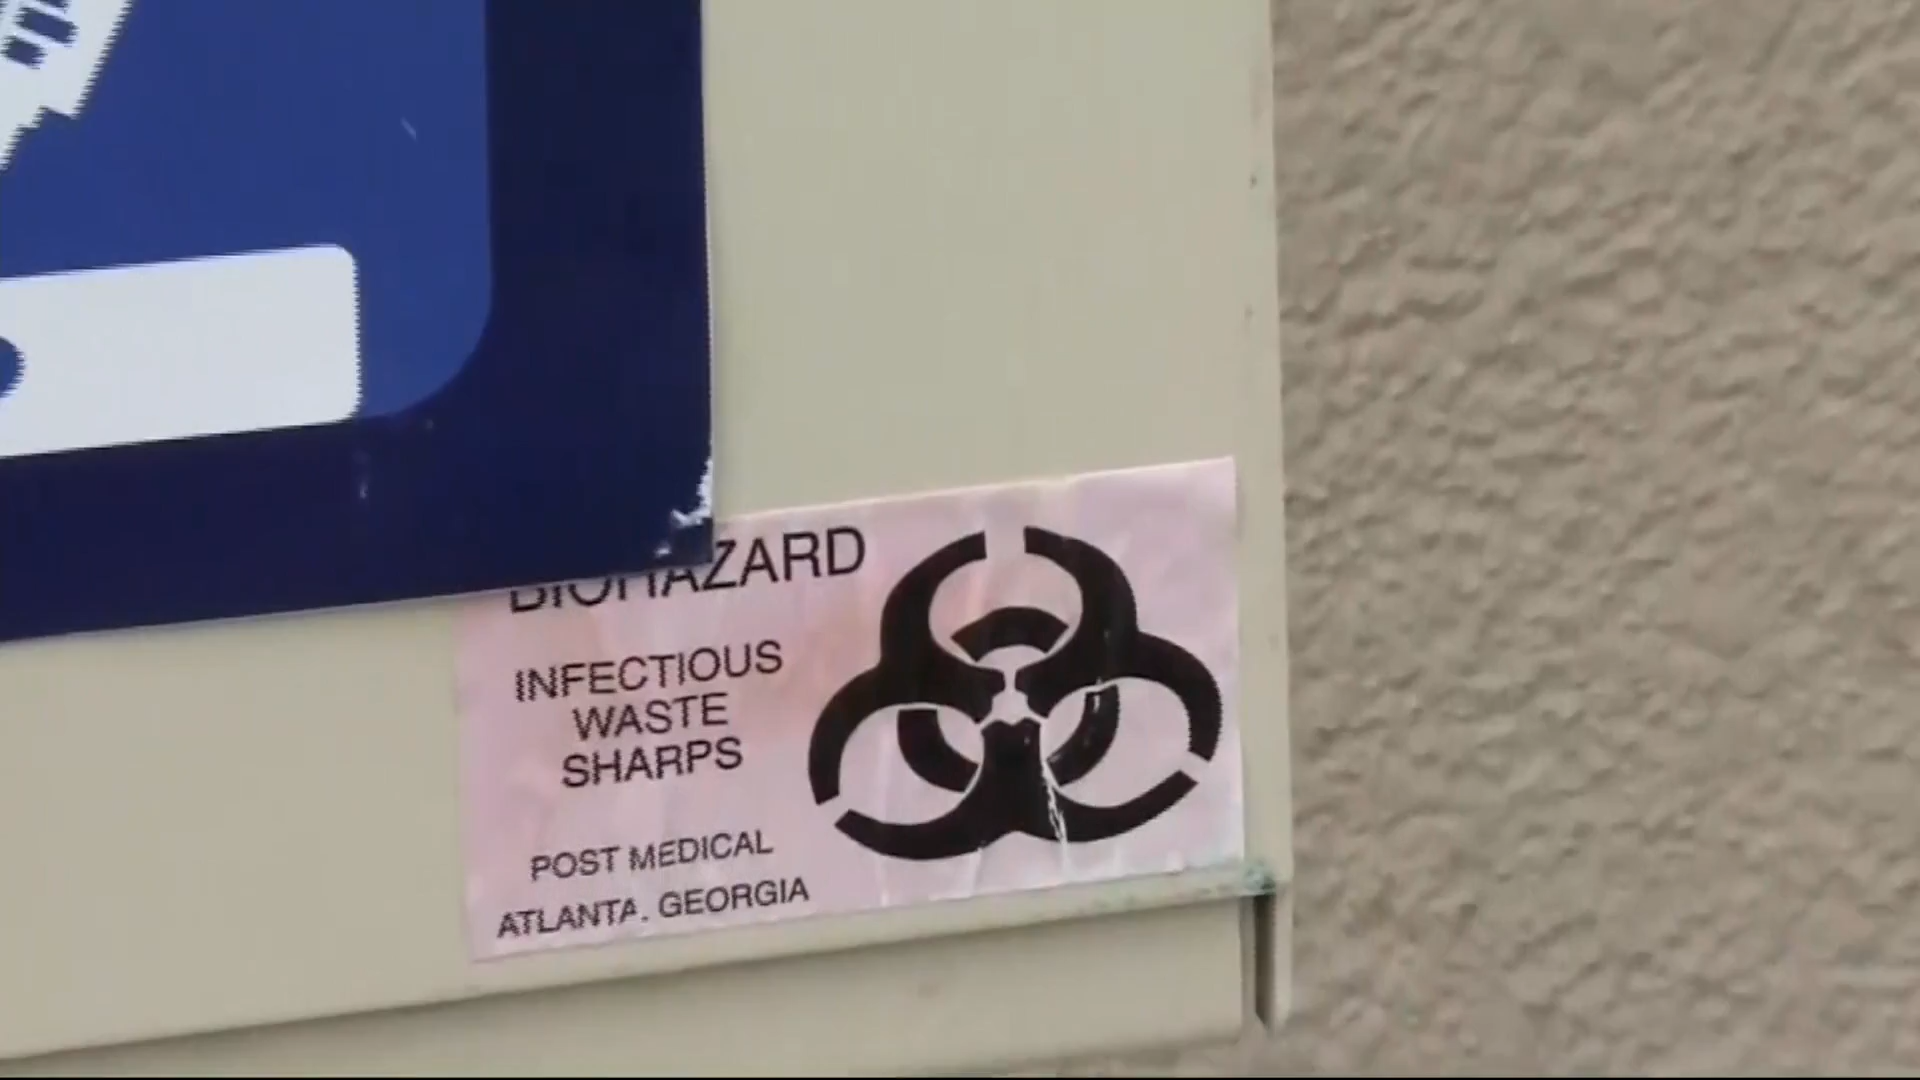 BIOHAZARD
INFECTIOUS
WASTE
SHARPS
POST MEDICAL
ATLANTA. GEORGIA